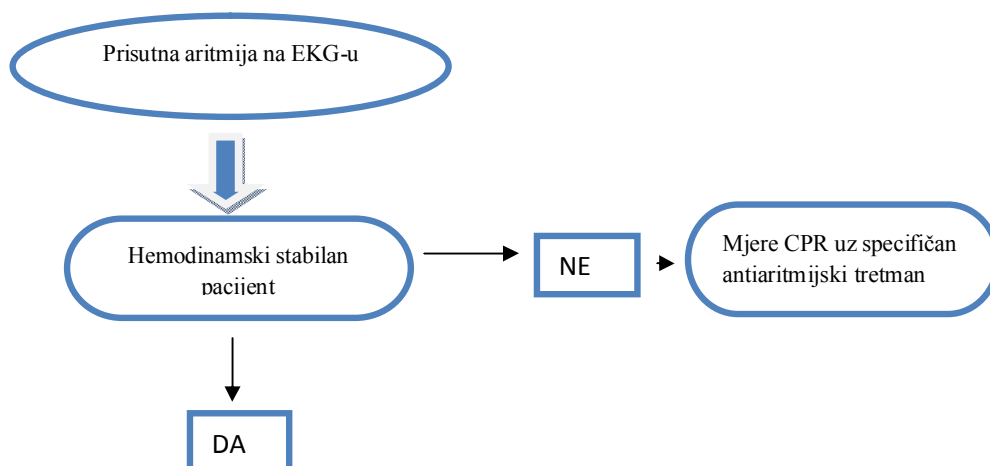 Prisutna aritmija na EKG-u
Hemodinamski stabilan
pacijent
NE
Mjere CPR uz specifičan
antiaritmijski tretman
DA